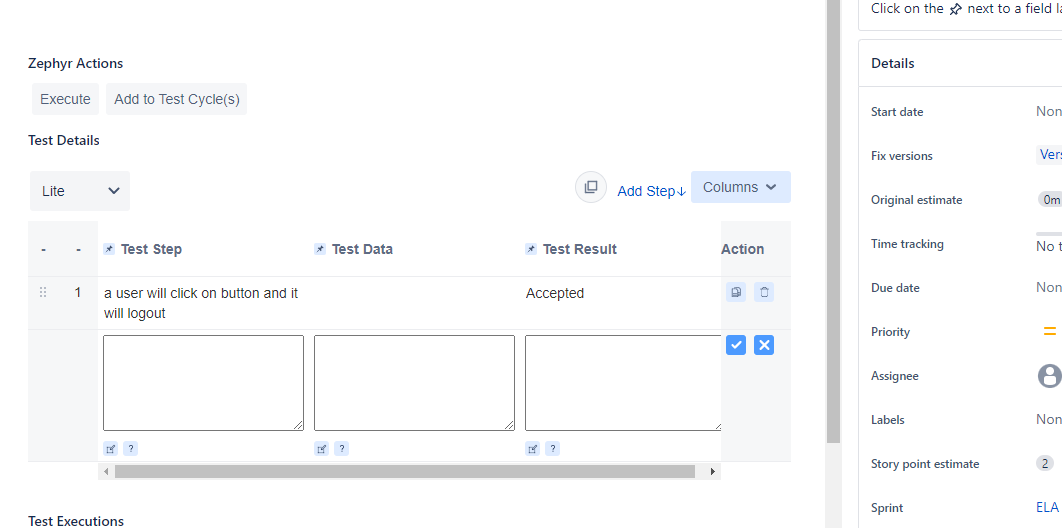 Click on the next to a field la
Zephyr Actions
Execute Add to Test Cycle(s)
Test Details
Lite
Add Step↓ Columns
- - Test Step Test Data Test Result Action
1 a user will click on button and it Accepted
will logout
? ? ?
Test Executions
Details
Start date Non
Fix versions Vers
Original estimate 0m
Time tracking No t
Due date Non
Priority
Assignee
Labels Non
Story point estimate 2
Sprint ELA